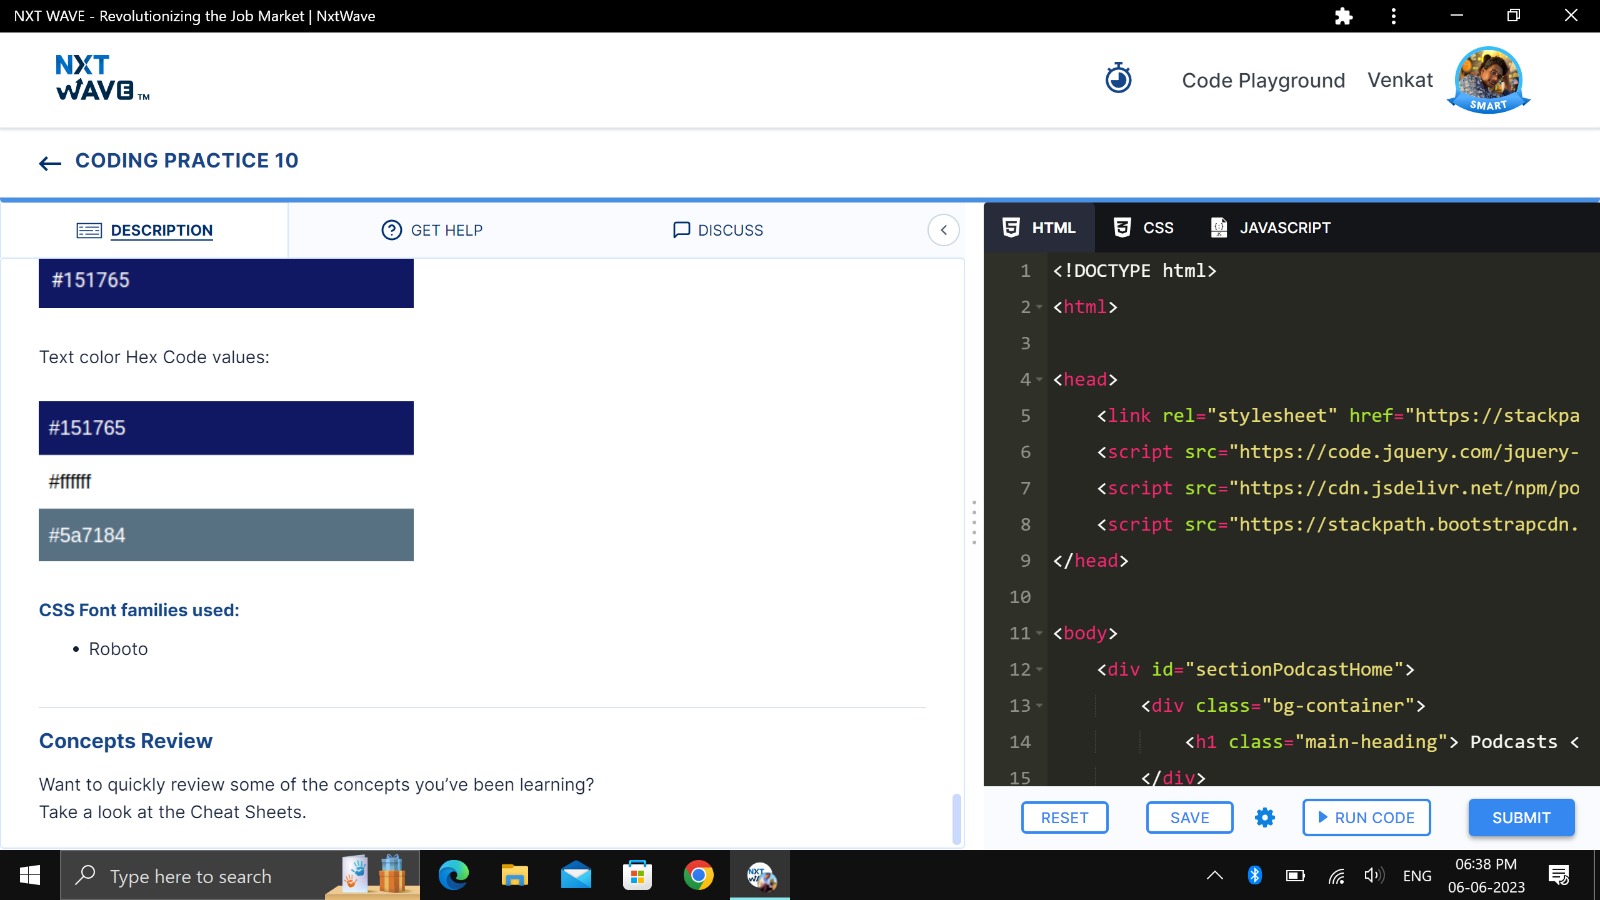 NXT WAVE - Revolutionizing the Job Market | NxtWave
NXT
WAVE TM
Code Playground
Venkat
SMART
CODING PRACTICE 10
DESCRIPTION
GET HELP
DISCUSS
#151765
Text color Hex Code values:
#151765
#ffffff
#5a7184
CSS Font families used:
• Roboto
Concepts Review
Want to quickly review some of the concepts you've been learning?
Take a look at the Cheat Sheets.
HTML
CSS
JAVASCRIPT
1 <!DOCTYPE html>
2 <html>
3
4 <head>
5 <link rel="stylesheet" href="https://stackpa
6 <script src="https://code.jquery.com/jquery-
7 <script src="https://cdn.jsdelivr.net/npm/po
8 <script src="https://stackpath.bootstrapcdn.
9 </head>
10
11 <body>
12 <div id="sectionPodcastHome">
13 <div class="bg-container">
14 <h1 class="main-heading"> Podcasts <
15 </div>
RESET
SAVE
RUN CODE
SUBMIT
Type here to search
NXT
ENG
06:38 PM
06-06-2023